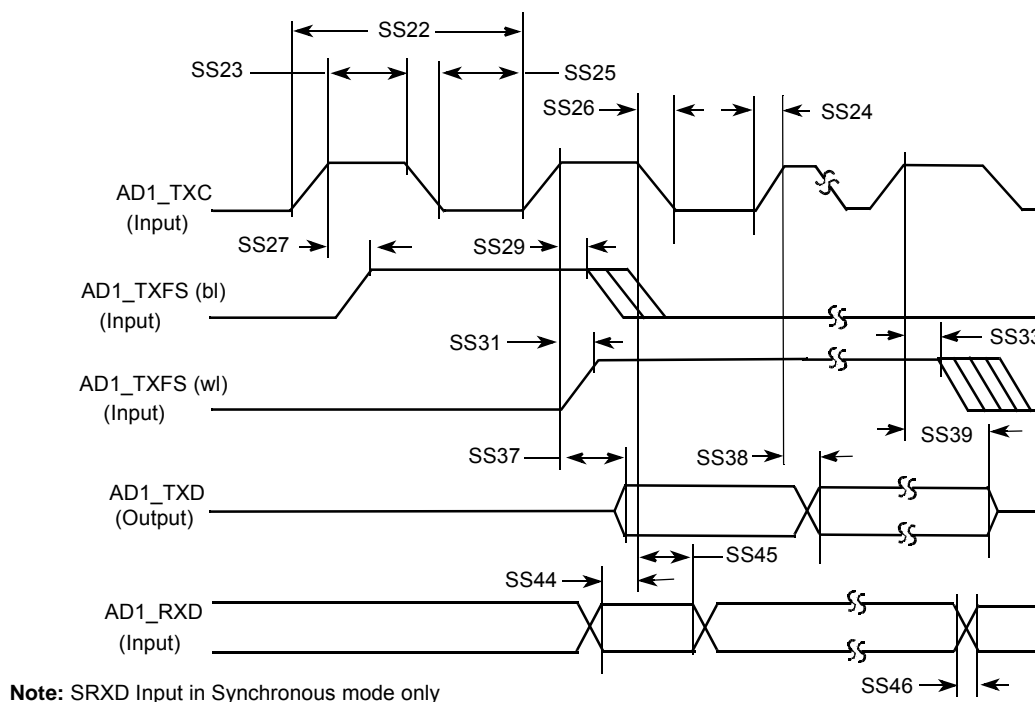 SS22
SS23
SS25
SS26
SS24
AD1_TXC
(Input)
SS27
SS29
AD1_TXFS (bl)
(Input)
SS31
SS33
AD1_TXFS (wl)
(Input)
SS39
SS37
SS38
AD1_TXD
(Output)
SS45
SS44
AD1_RXD
(Input)
SS46
Note: SRXD Input in Synchronous mode only